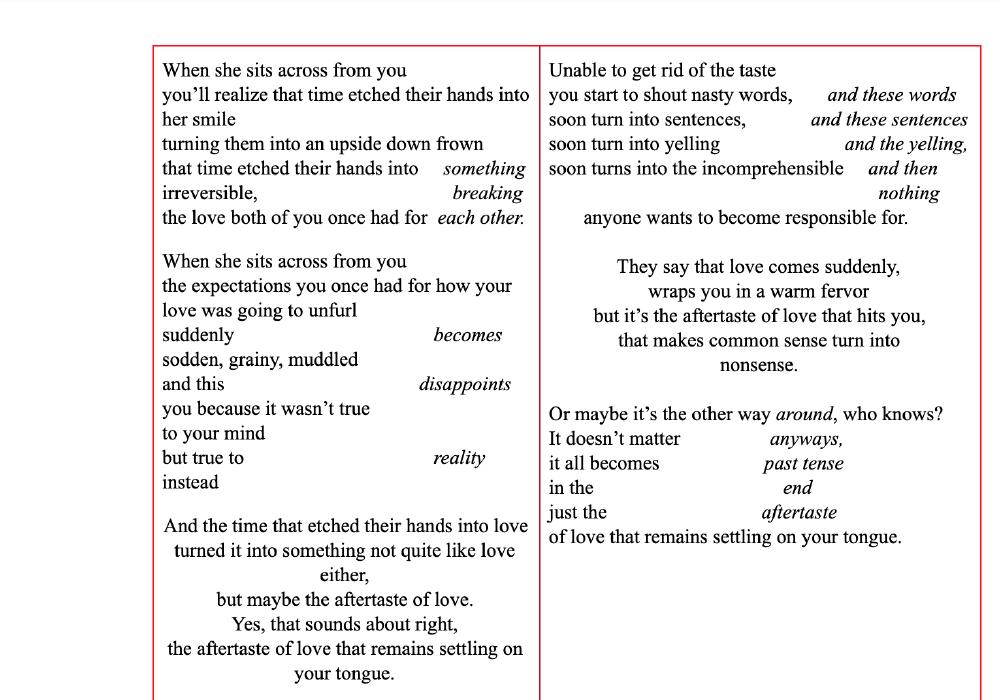 When she sits across from you
you’ll realize that time etched their hands into
her smile
turning them into an upside down frown
that time etched their hands into something
irreversible, breaking
the love both of you once had for each other.
When she sits across from you
the expectations you once had for how your
love was going to unfurl
suddenly becomes
sodden, grainy, muddled
and this disappoints
you because it wasn’t true
to your mind
but true to reality
instead
And the time that etched their hands into love
turned it into something not quite like love
either,
but maybe the aftertaste of love.
Yes, that sounds about right,
the aftertaste of love that remains settling on
your tongue.
Unable to get rid of the taste
you start to shout nasty words, and these words
soon turn into sentences, and these sentences
soon turn into yelling and the yelling,
soon turns into the incomprehensible and then
nothing
anyone wants to become responsible for.
They say that love comes suddenly,
wraps you in a warm fervor
but it’s the aftertaste of love that hits you,
that makes common sense turn into
nonsense.
Or maybe it’s the other way around, who knows?
It doesn’t matter anyways,
it all becomes past tense
in the end
just the aftertaste
of love that remains settling on your tongue.